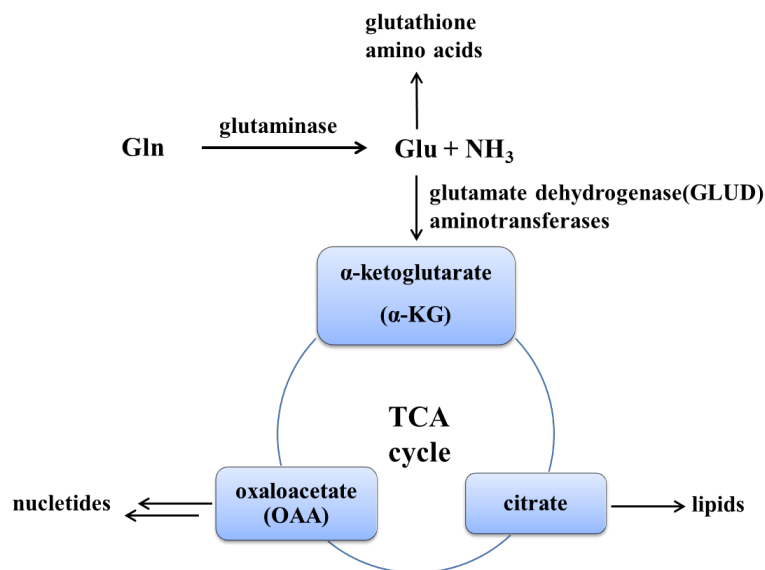 glutathione
amino acids
glutaminase
Gln
Glu + NH₃
glutamate dehydrogenase(GLUD)
aminotransferases
α-ketoglutarate
(α-KG)
TCA
cycle
oxaloacetate
(OAA)
nucletides
citrate
lipids